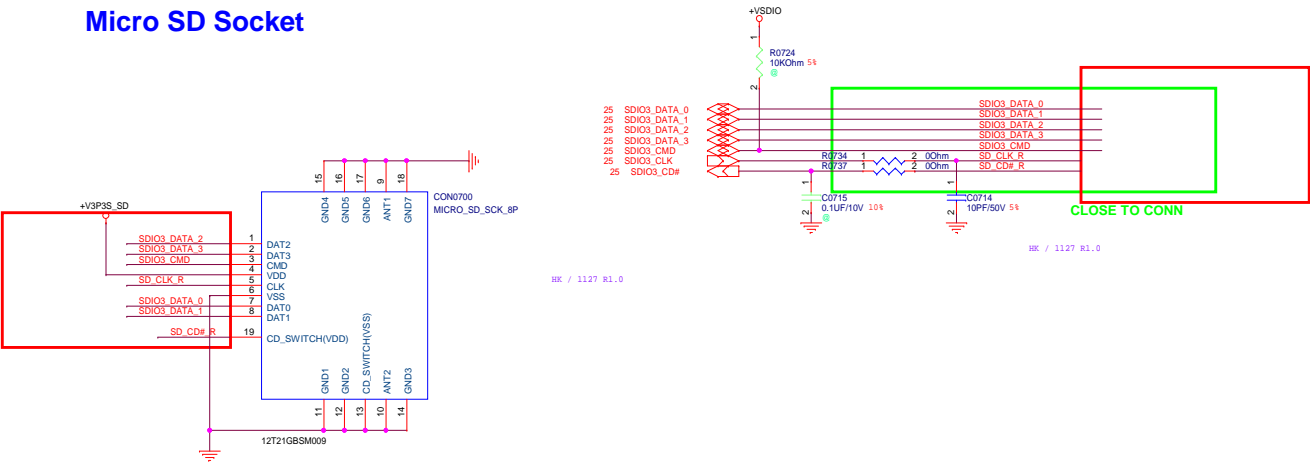 Micro SD Socket
+VSDIO
1
R0724
10KOhm 5%
@
2
25 SDIO3_DATA_0 SDIO3_DATA_0
25 SDIO3_DATA_1 SDIO3_DATA_1
25 SDIO3_DATA_2 SDIO3_DATA_2
25 SDIO3_DATA_3 SDIO3_DATA_3
25 SDIO3_CMD SDIO3_CMD
25 SDIO3_CLK R0734 1 2 0Ohm SD_CLK_R
25 SDIO3_CD# R0737 1 2 0Ohm SD_CD#_R
1 C0715
2 0.1UF/10V 10%
@
1 C0714
2 10PF/50V 5%
CLOSE TO CONN
HK / 1127 R1.0
HK / 1127 R1.0
15 16 17 9 18
GND4 GND5 GND6 ANT1 GND7
CON0700
MICRO_SD_SCK_8P
+V3P3S_SD
SDIO3_DATA_2 1 DAT2
SDIO3_DATA_3 2 DAT3
SDIO3_CMD 3 CMD
4 VDD
SD_CLK_R 5 CLK
6 VSS
SDIO3_DATA_0 7 DAT0
SDIO3_DATA_1 8 DAT1
SD_CD#_R 19 CD_SWITCH(VDD)
GND1 GND2 CD_SWITCH(VSS) ANT2 GND3
11 12 13 10 14
12T21GBSM009